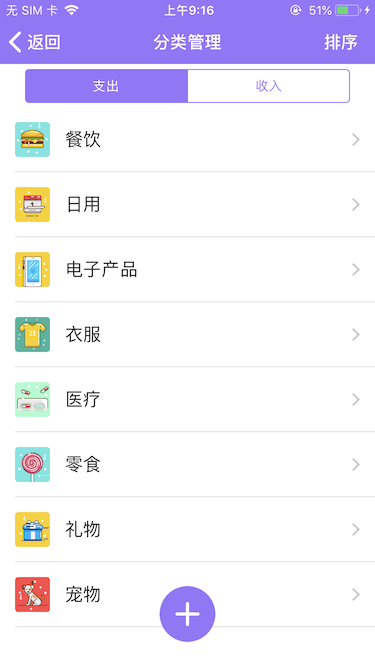 无 SIM 卡 上午9:16 51%
返回 分类管理 排序
支出 收入
餐饮
日用
电子产品
衣服
医疗
零食
礼物
宠物